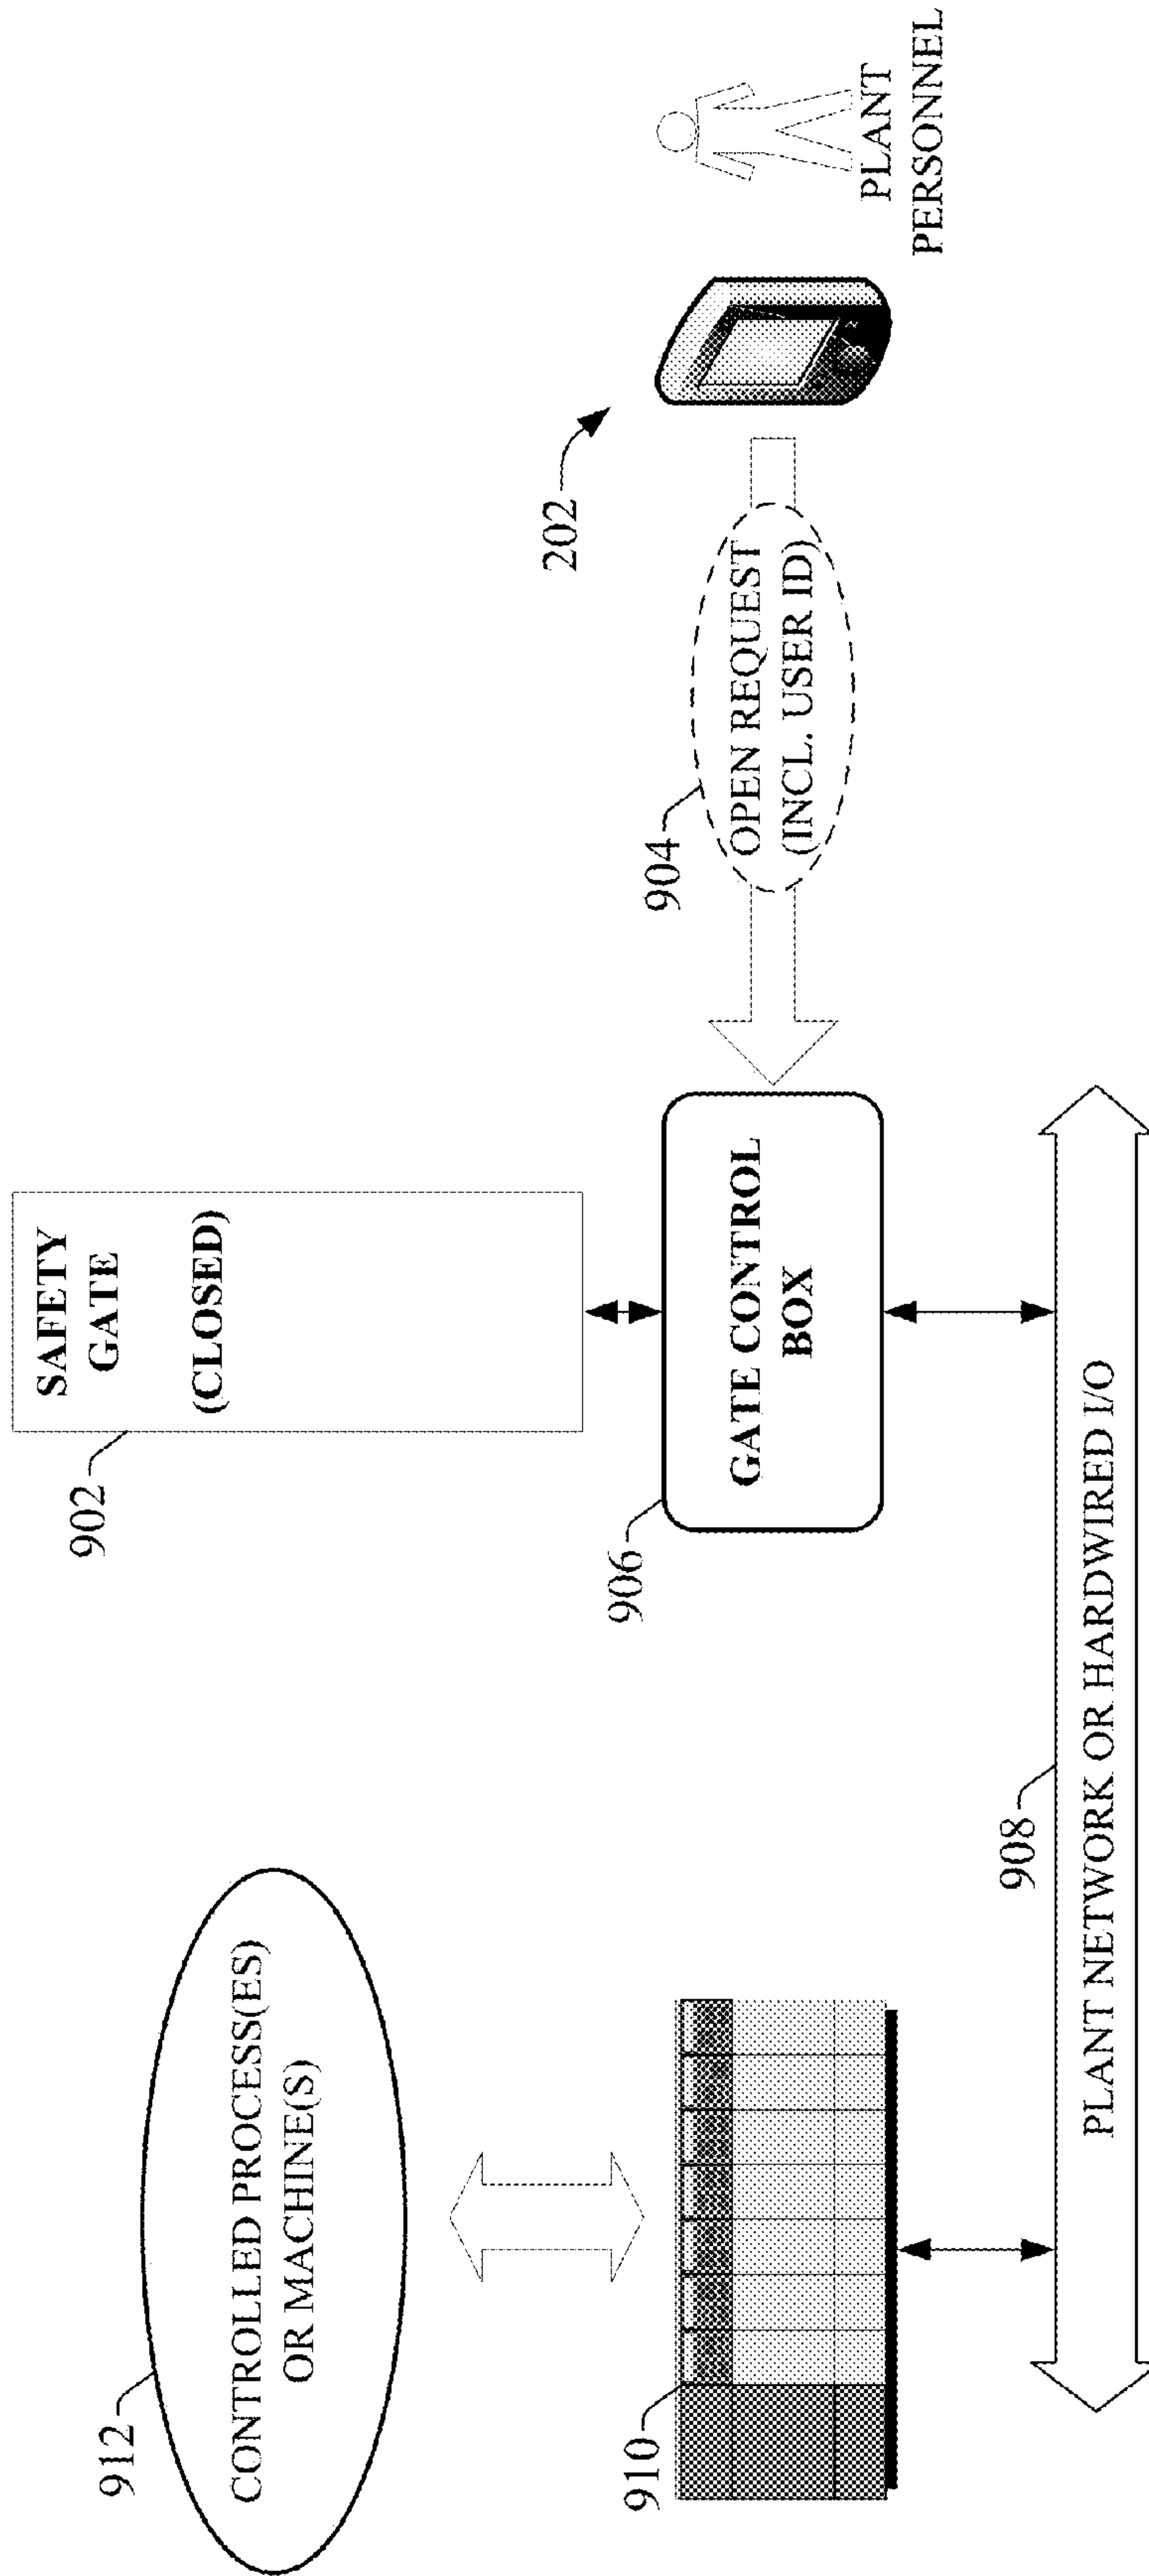 912
CONTROLLED PROCESS(ES)
OR MACHINE(S)
902
SAFETY
GATE
(CLOSED)
910
906
GATE CONTROL
BOX
904
OPEN REQUEST
(INCL. USER ID)
202
PLANT
PERSONNEL
908
PLANT NETWORK OR HARDWIRED I/O